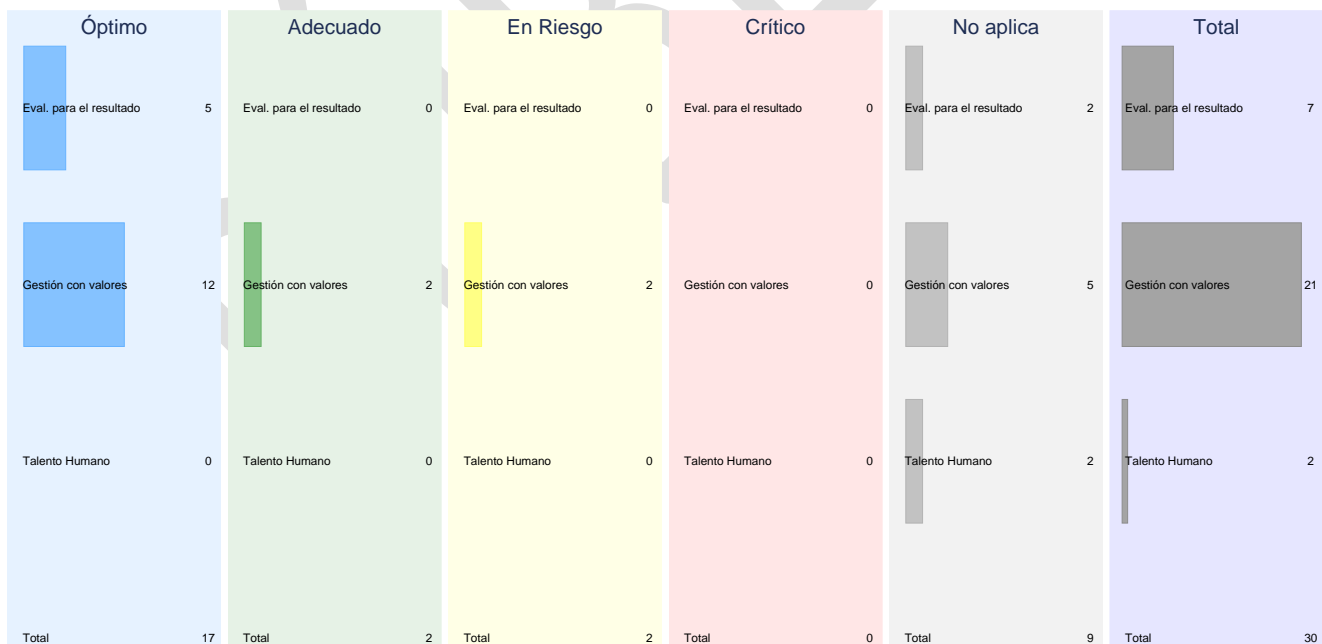 Óptimo Adecuado En Riesgo Crítico No aplica Total
Eval. para el resultado 5 Eval. para el resultado 0 Eval. para el resultado 0 Eval. para el resultado 0 Eval. para el resultado 2 Eval. para el resultado 7
Gestión con valores 12 Gestión con valores 2 Gestión con valores 2 Gestión con valores 0 Gestión con valores 5 Gestión con valores 21
Talento Humano 0 Talento Humano 0 Talento Humano 0 Talento Humano 0 Talento Humano 2 Talento Humano 2
Total 17 Total 2 Total 2 Total 0 Total 9 Total 30